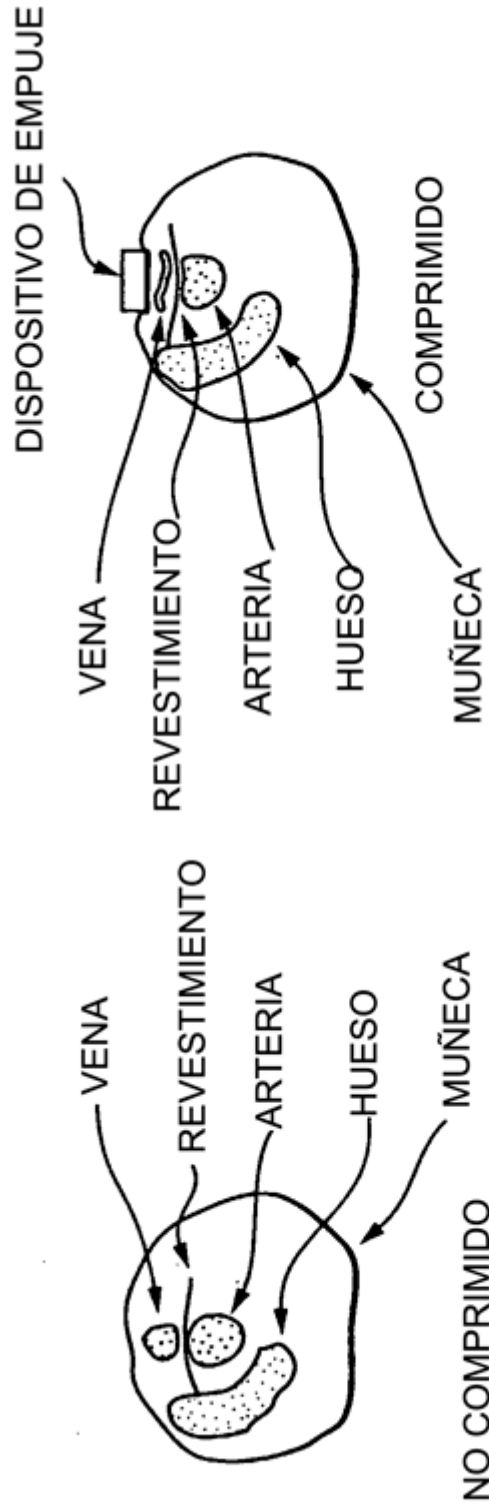 VENA
REVESTIMIENTO
ARTERIA
HUESO
MUÑECA
NO COMPRIMIDO
DISPOSITIVO DE EMPUJE
VENA
REVESTIMIENTO
ARTERIA
HUESO
MUÑECA
COMPRIMIDO